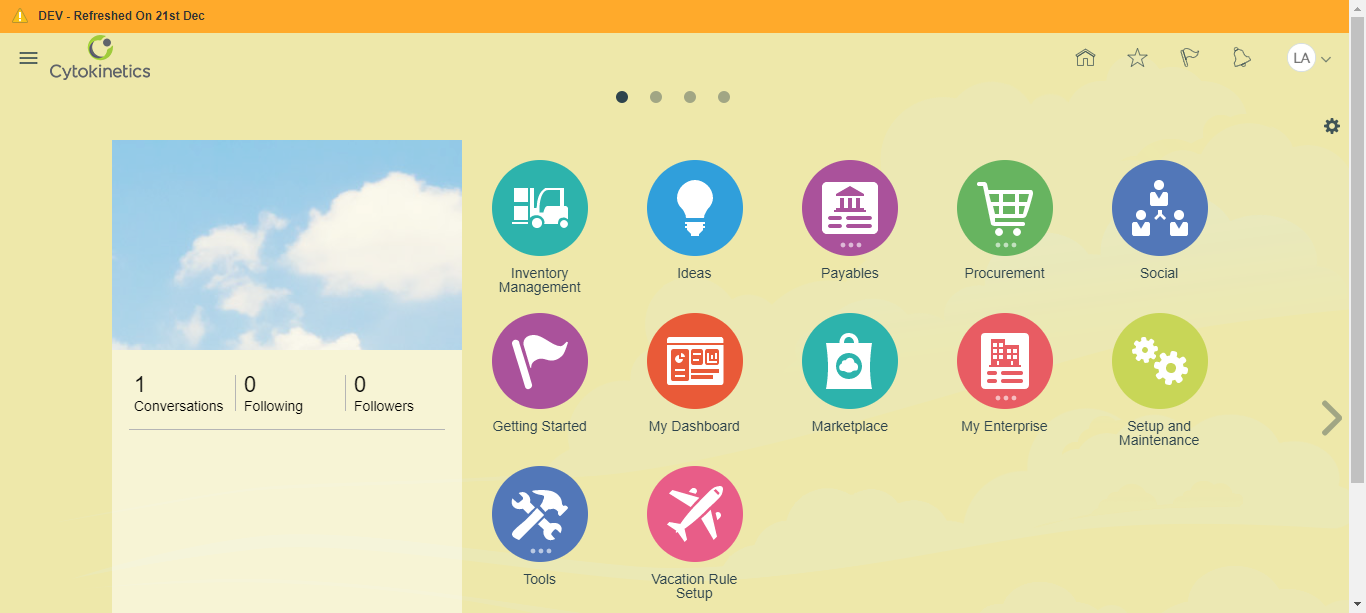 DEV - Refreshed On 21st Dec
Cytokinetics
LA
Inventory
Management
Ideas
Payables
Procurement
Social
1
Conversations
0
Following
0
Followers
Getting Started
My Dashboard
Marketplace
My Enterprise
Setup and
Maintenance
Tools
Vacation Rule
Setup